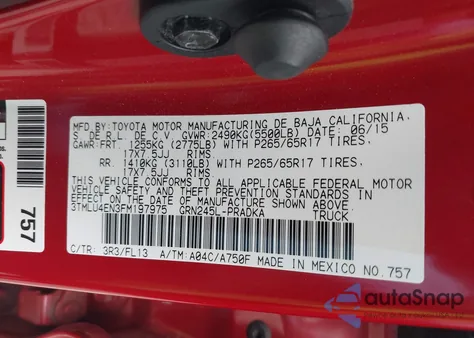 MFD.BY:TOYOTA MOTOR MANUFACTURING DE BAJA CALIFORNIA,
S. DE R.L. DE C.V. GVWR:2490KG(5500LB) DATE: 06/15
GAWR:FRT. 1255KG (2775LB) WITH P265/65R17 TIRES,
17X7.5JJ RIMS.
RR. 1410KG (3110LB) WITH P265/65R17 TIRES,
17X7.5JJ RIMS.
THIS VEHICLE CONFORMS TO ALL APPLICABLE FEDERAL MOTOR
VEHICLE SAFETY AND THEFT PREVENTION STANDARDS IN
EFFECT ON THE DATE OF MANUFACTURE SHOWN ABOVE.
3TMLU4EN3FM197975 GRN245L-PRADKA TRUCK
C/TR: 3R3/FL13 A/TM:A04C/A750F MADE IN MEXICO NO.757
757
autoSnap